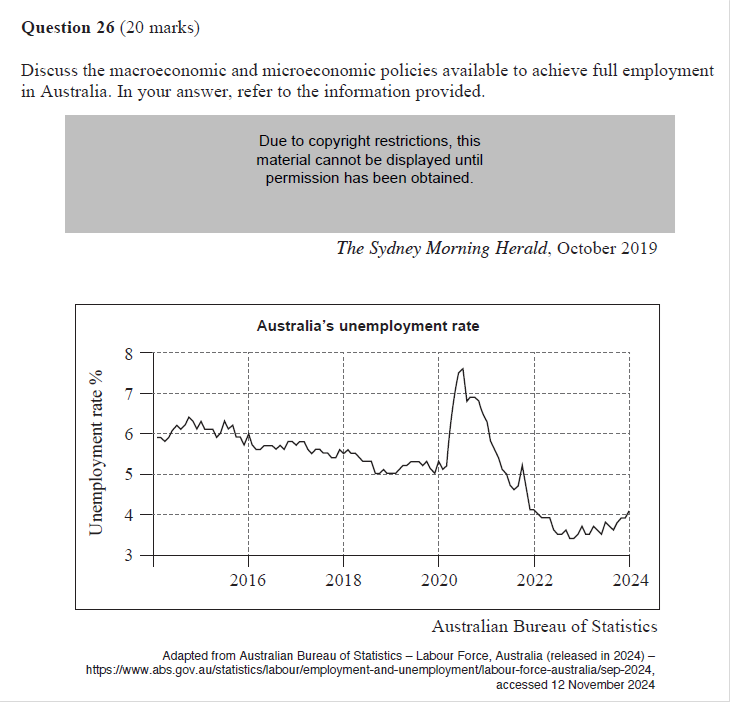 Question 26 (20 marks)
Discuss the macroeconomic and microeconomic policies available to achieve full employment
in Australia. In your answer, refer to the information provided.
Due to copyright restrictions, this
material cannot be displayed until
permission has been obtained.
The Sydney Morning Herald, October 2019
Australia's unemployment rate
Unemployment rate %
8
7
6
5
4
3
2016 2018 2020 2022 2024
Australian Bureau of Statistics
Adapted from Australian Bureau of Statistics – Labour Force, Australia (released in 2024) –
https://www.abs.gov.au/statistics/labour/employment-and-unemployment/labour-force-australia/sep-2024,
accessed 12 November 2024